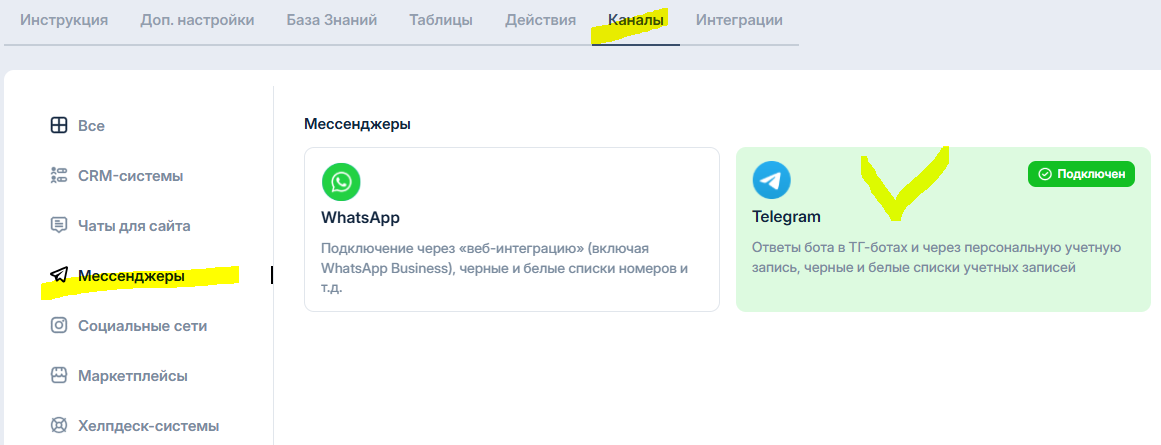 Инструкция Доп. настройки База Знаний Таблицы Действия Каналы Интеграции
Все
CRM-системы
Чаты для сайта
Мессенджеры
Социальные сети
Маркетплейсы
Хелпдеск-системы
Мессенджеры
WhatsApp
Подключение через «веб-интеграцию» (включая
WhatsApp Business), черные и белые списки номеров и
т.д.
Подключен
Telegram
Ответы бота в ТГ-ботах и через персональную учетную
запись, черные и белые списки учетных записей